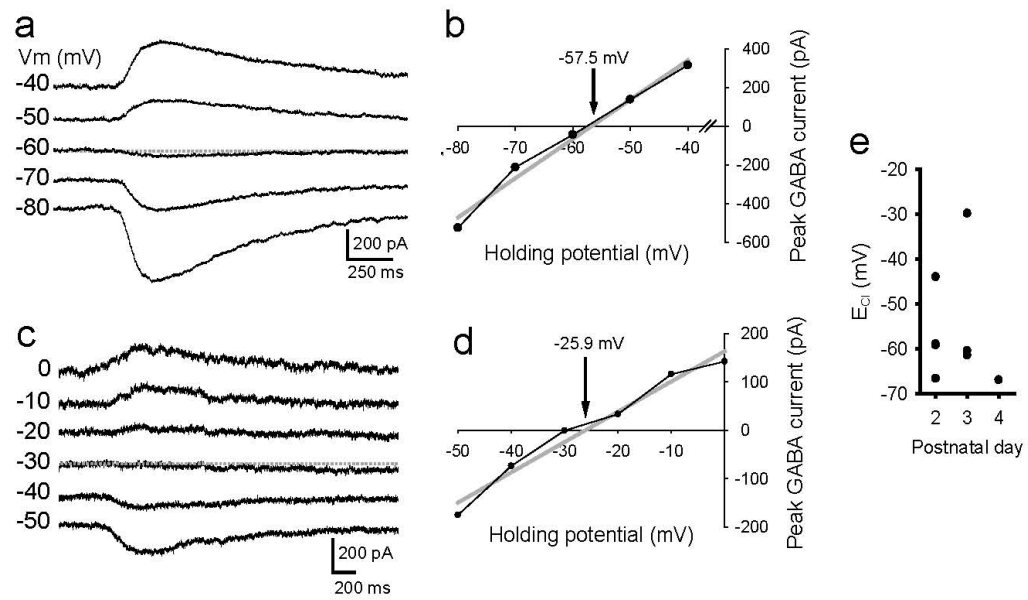 a
Vm (mV)
-40
-50
-60
-70
-80
200 pA
250 ms
b
-57.5 mV
400
200
0
-200
-400
-600
-80 -70 -60 -50 -40
Holding potential (mV)
Peak GABA current (pA)
c
0
-10
-20
-30
-40
-50
200 pA
200 ms
d
-25.9 mV
200
100
0
-100
-200
-50 -40 -30 -20 -10
Holding potential (mV)
Peak GABA current (pA)
e
-20
-30
-40
-50
-60
-70
ECl (mV)
2 3 4
Postnatal day